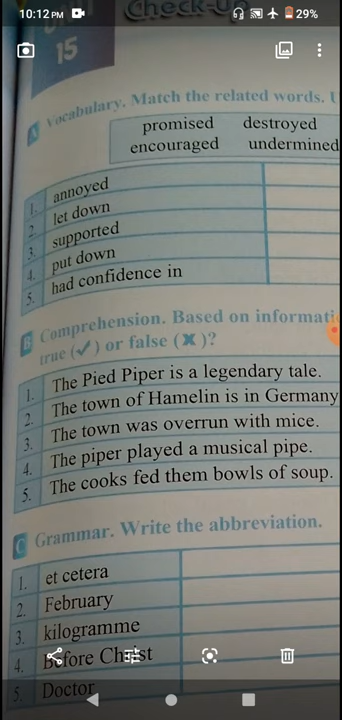 10:12 PM 29%
Check-U
15
A Vocabulary. Match the related words. U
promised destroyed
encouraged undermined
1. annoyed
2. let down
3. supported
4. put down
5. had confidence in
B Comprehension. Based on informati
true (✓) or false (✗)?
1. The Pied Piper is a legendary tale.
2. The town of Hamelin is in Germany
3. The town was overrun with mice.
4. The piper played a musical pipe.
5. The cooks fed them bowls of soup.
C Grammar. Write the abbreviation.
1. et cetera
2. February
3. kilogramme
4. Before Christ
5. Doctor